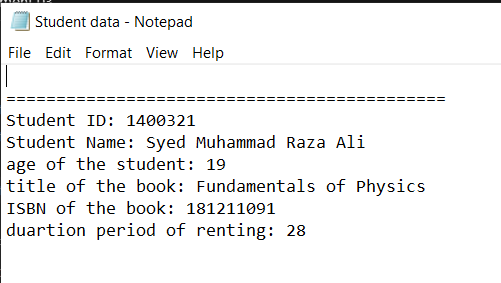 Student data - Notepad
File Edit Format View Help
============================================
Student ID: 1400321
Student Name: Syed Muhammad Raza Ali
age of the student: 19
title of the book: Fundamentals of Physics
ISBN of the book: 181211091
duartion period of renting: 28